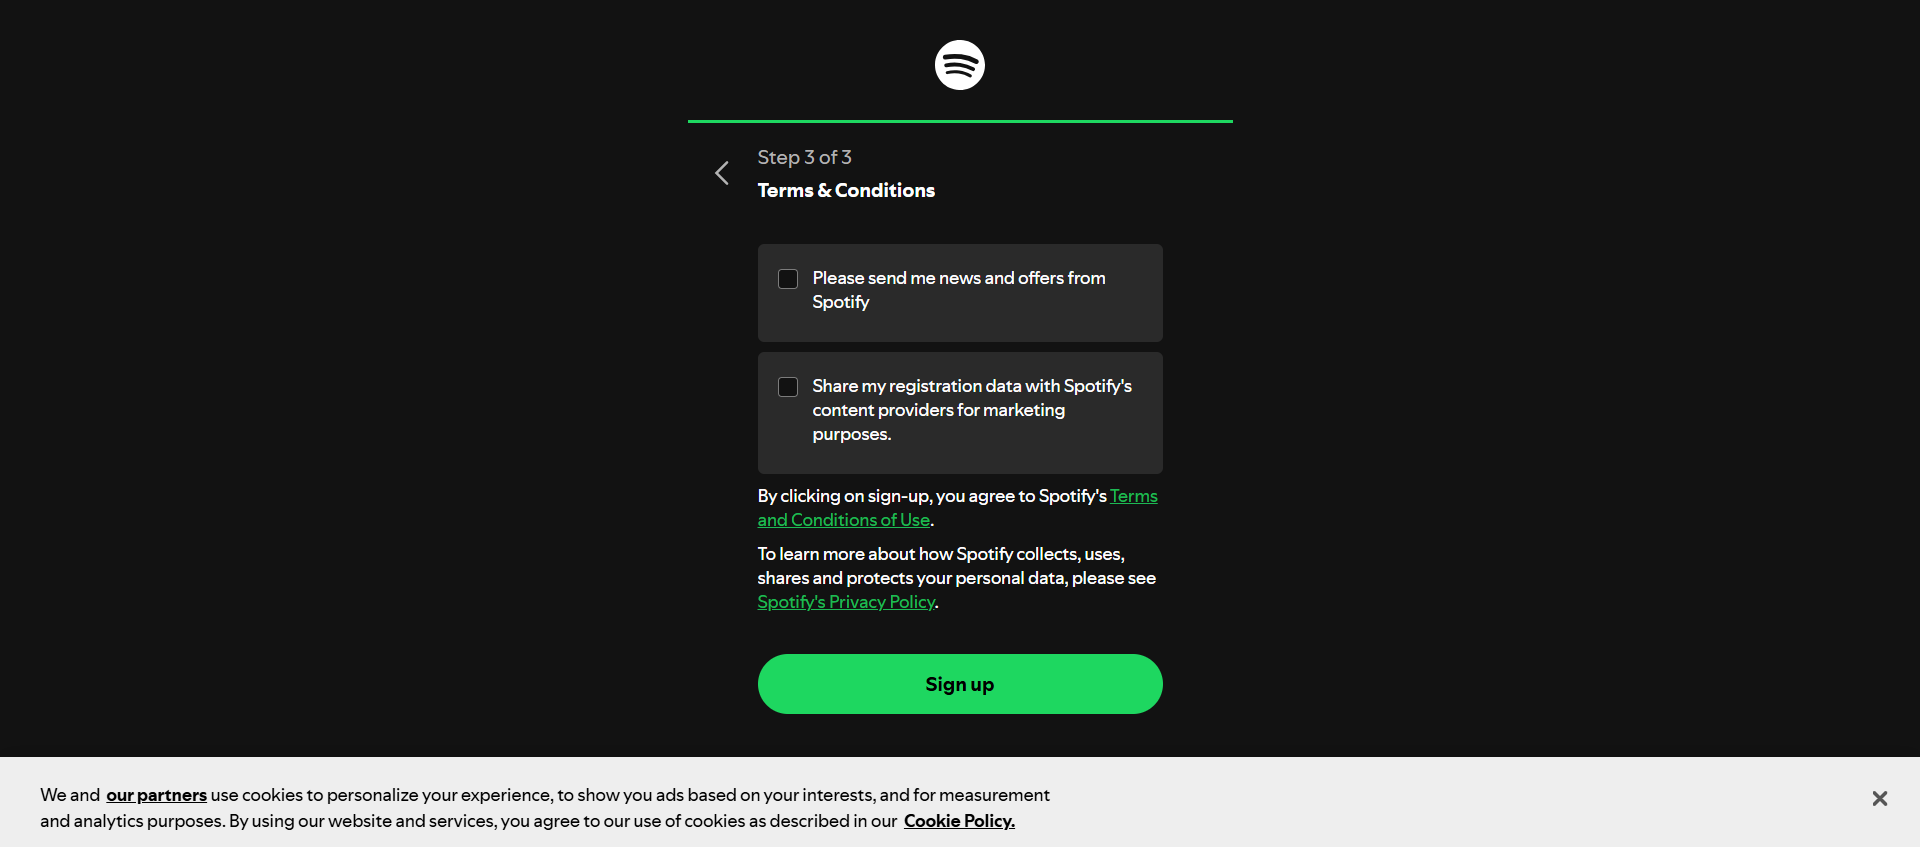 Step 3 of 3
Terms & Conditions
Please send me news and offers from
Spotify
Share my registration data with Spotify's
content providers for marketing
purposes.
By clicking on sign-up, you agree to Spotify's Terms
and Conditions of Use.
To learn more about how Spotify collects, uses,
shares and protects your personal data, please see
Spotify's Privacy Policy.
Sign up
We and our partners use cookies to personalize your experience, to show you ads based on your interests, and for measurement
and analytics purposes. By using our website and services, you agree to our use of cookies as described in our Cookie Policy.